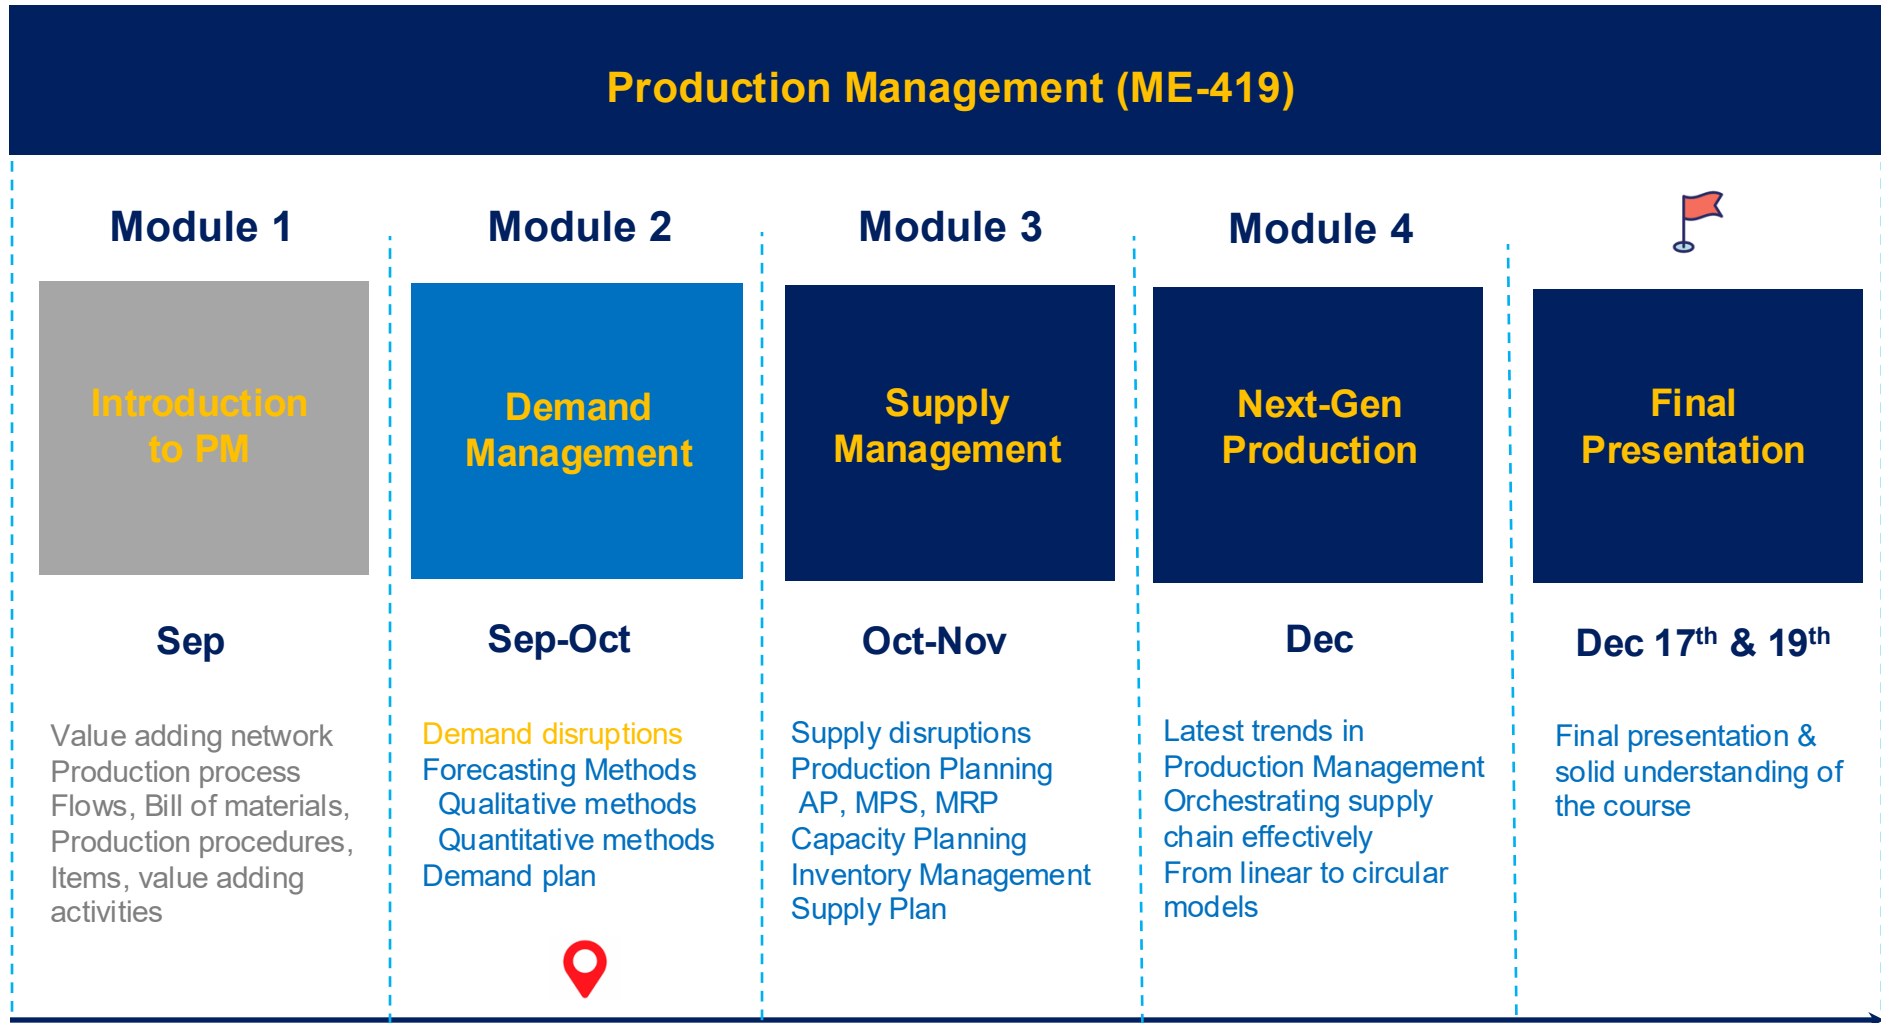 Production Management (ME-419)
Module 1
Introduction
to PM
Sep
Value adding network
Production process
Flows, Bill of materials,
Production procedures,
Items, value adding
activities
Module 2
Demand
Management
Sep-Oct
Demand disruptions
Forecasting Methods
Qualitative methods
Quantitative methods
Demand plan
Module 3
Supply
Management
Oct-Nov
Supply disruptions
Production Planning
AP, MPS, MRP
Capacity Planning
Inventory Management
Supply Plan
Module 4
Next-Gen
Production
Dec
Latest trends in
Production Management
Orchestrating supply
chain effectively
From linear to circular
models
Final
Presentation
Dec 17th & 19th
Final presentation &
solid understanding of
the course